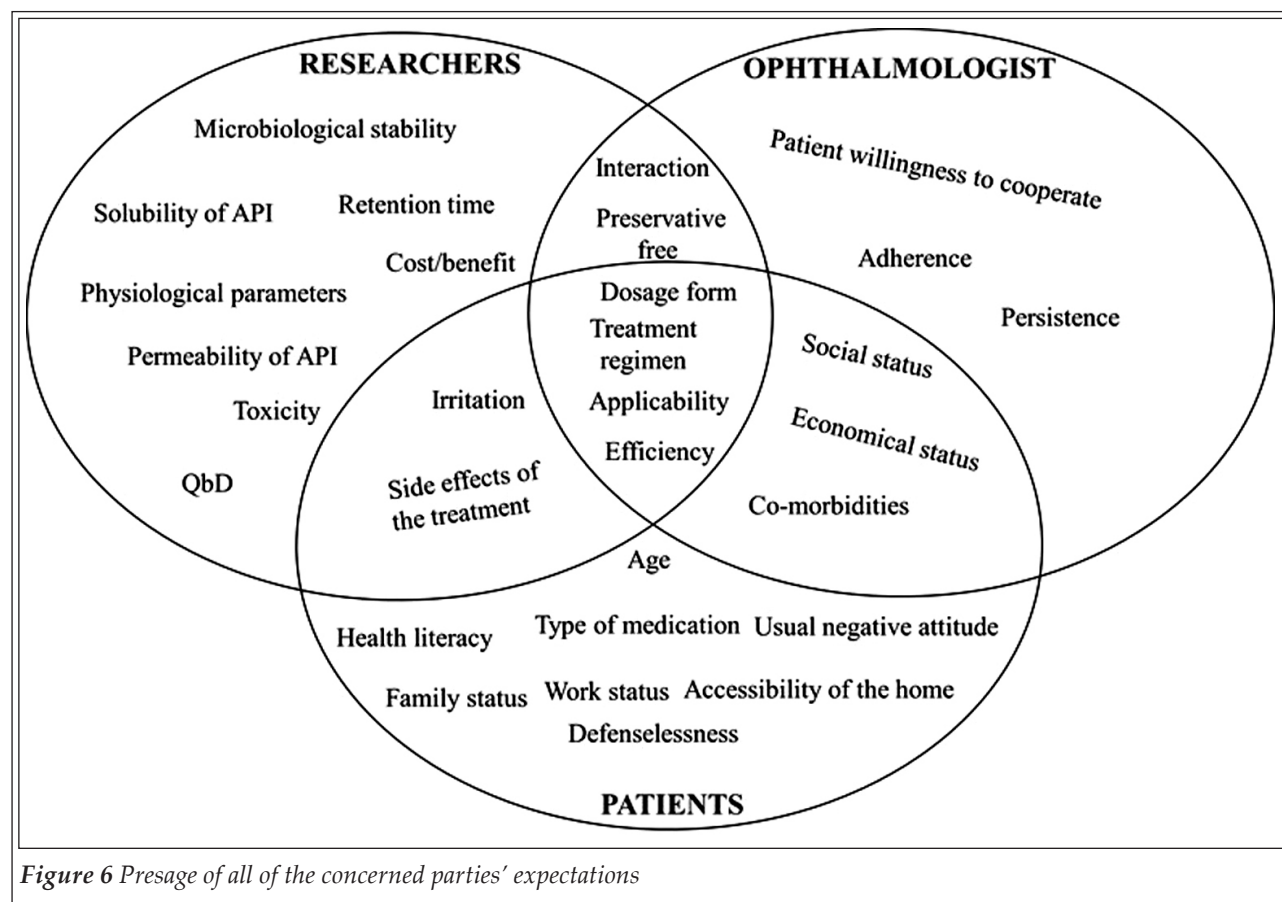 RESEARCHERS
OPHTHALMOLOGIST
Microbiological stability
Interaction
Patient willingness to cooperate
Solubility of API
Retention time
Preservative
free
Cost/benefit
Adherence
Physiological parameters
Dosage form
Persistence
Permeability of API
Treatment
regimen
Social status
Toxicity
Irritation
Applicability
Economical status
QbD
Side effects of
the treatment
Efficiency
Co-morbidities
Age
Health literacy
Type of medication
Usual negative attitude
Family status
Work status
Accessibility of the home
Defenselessness
PATIENTS
Figure 6 Presage of all of the concerned parties' expectations